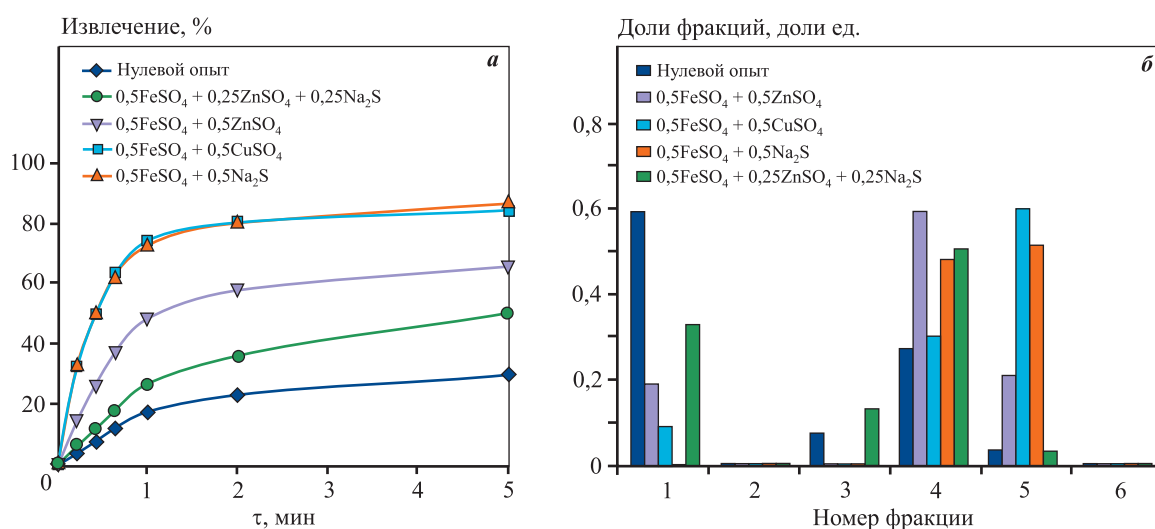 Извлечение, %
а
Нулевой опыт
0,5FeSO₄ + 0,25ZnSO₄ + 0,25Na₂S
0,5FeSO₄ + 0,5ZnSO₄
0,5FeSO₄ + 0,5CuSO₄
0,5FeSO₄ + 0,5Na₂S
100
80
60
40
20
0
0 1 2 3 4 5
τ, мин
Доли фракций, доли ед.
б
Нулевой опыт
0,5FeSO₄ + 0,5ZnSO₄
0,5FeSO₄ + 0,5CuSO₄
0,5FeSO₄ + 0,5Na₂S
0,5FeSO₄ + 0,25ZnSO₄ + 0,25Na₂S
0,8
0,6
0,4
0,2
0
1 2 3 4 5 6
Номер фракции